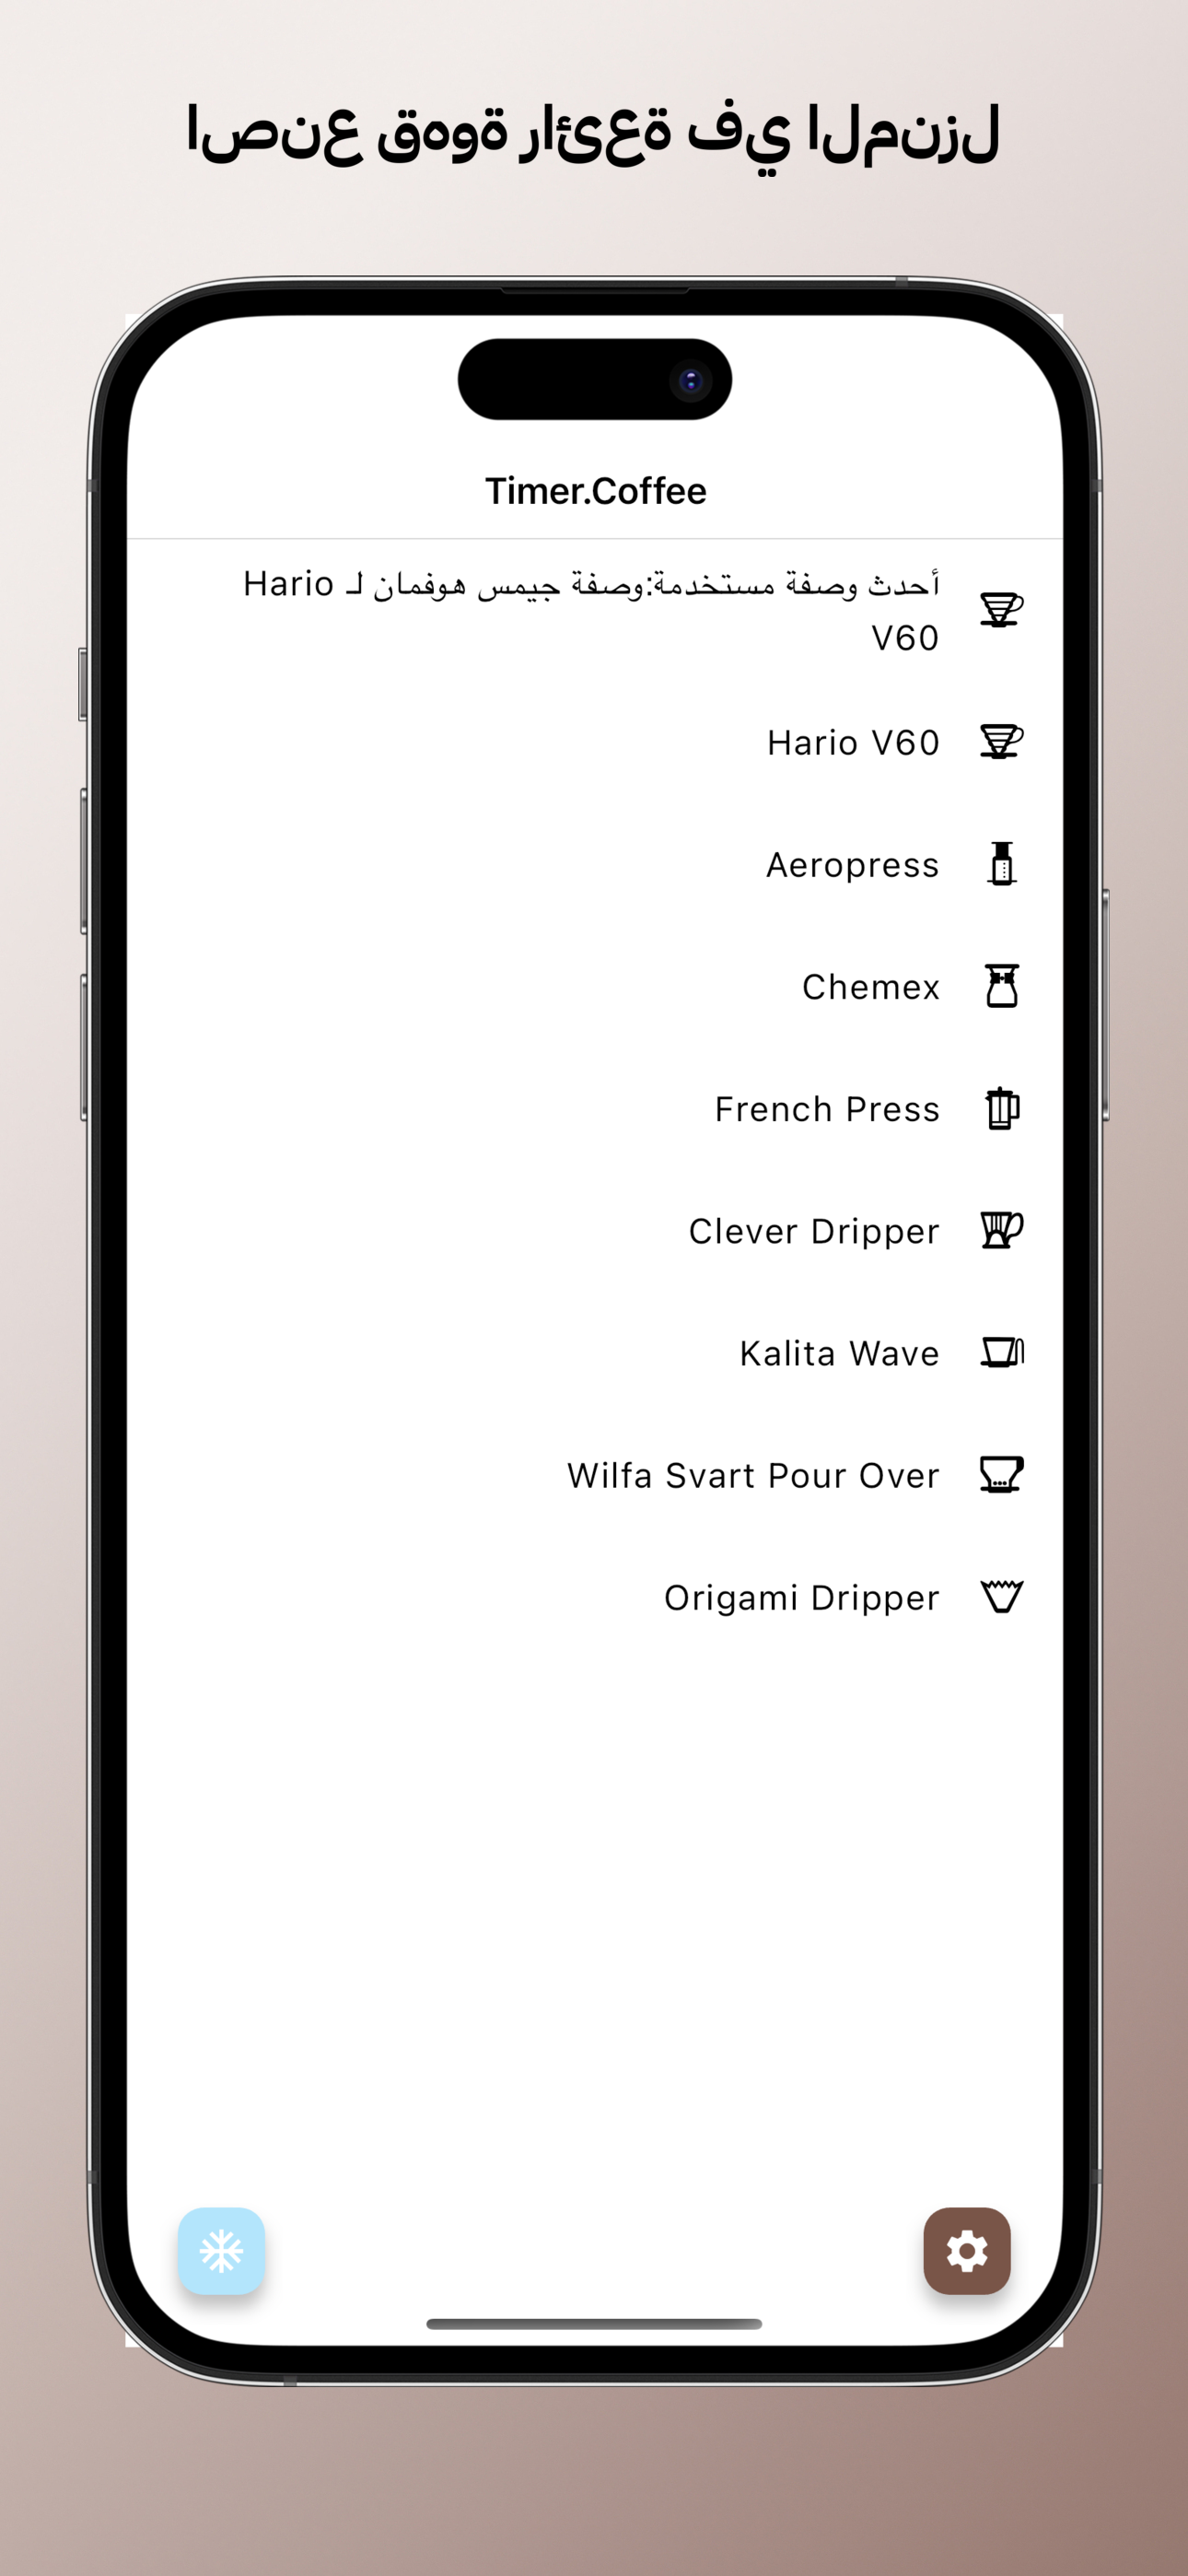 اصنع قهوة رائعة في المنزل
Timer.Coffee
أحدث وصفة مستخدمة:وصفة جيمس هوفمان لـ Hario
V60
Hario V60
Aeropress
Chemex
French Press
Clever Dripper
Kalita Wave
Wilfa Svart Pour Over
Origami Dripper